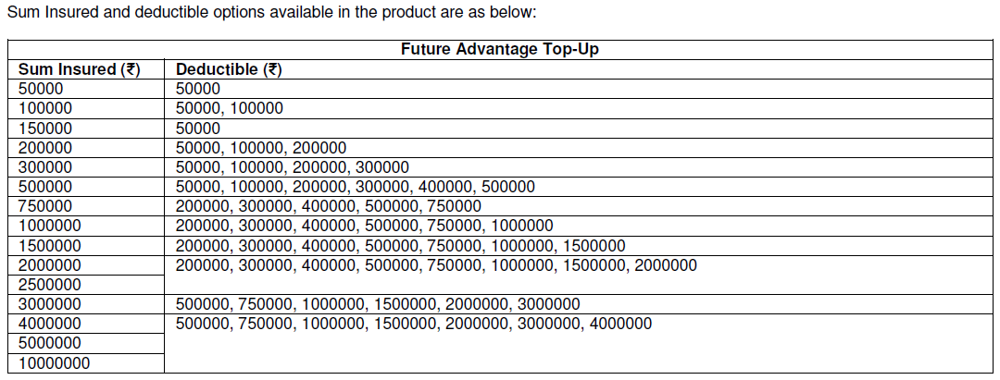 Sum Insured and deductible options available in the product are as below:
Future Advantage Top-Up
Sum Insured (₹) Deductible (₹)
50000 50000
100000 50000, 100000
150000 50000
200000 50000, 100000, 200000
300000 50000, 100000, 200000, 300000
500000 50000, 100000, 200000, 300000, 400000, 500000
750000 200000, 300000, 400000, 500000, 750000
1000000 200000, 300000, 400000, 500000, 750000, 1000000
1500000 200000, 300000, 400000, 500000, 750000, 1000000, 1500000
2000000 200000, 300000, 400000, 500000, 750000, 1000000, 1500000, 2000000
2500000
3000000 500000, 750000, 1000000, 1500000, 2000000, 3000000
4000000 500000, 750000, 1000000, 1500000, 2000000, 3000000, 4000000
5000000
10000000